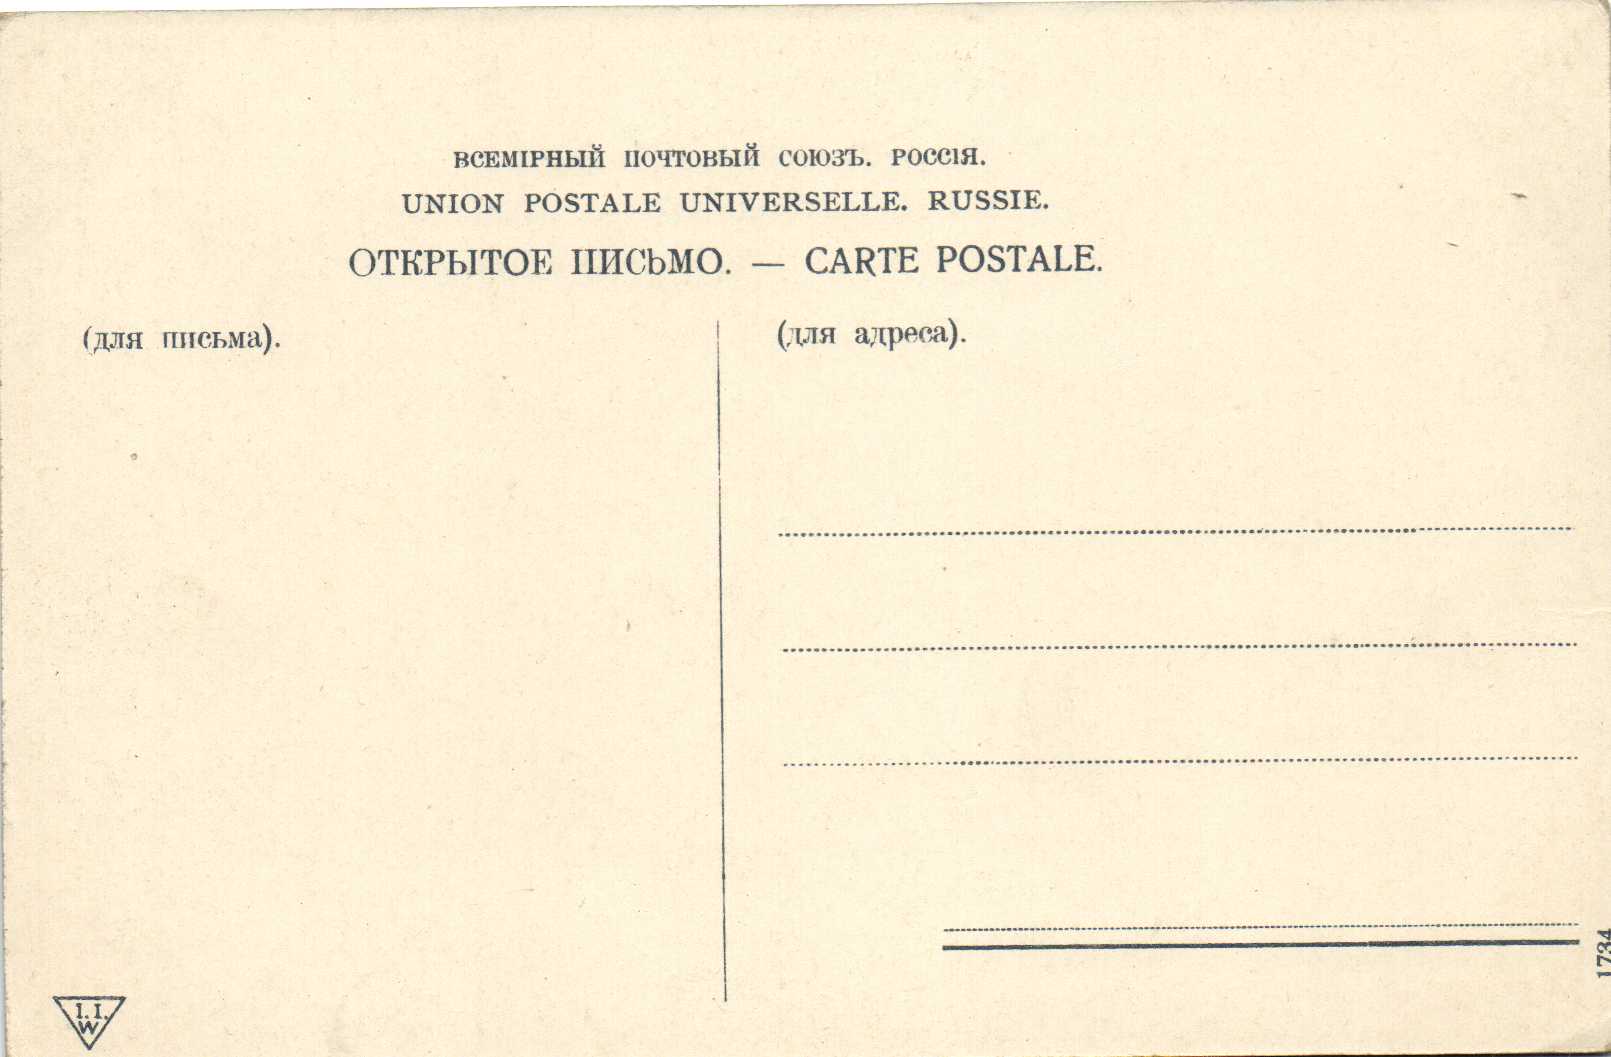 ВСЕМІРНЫЙ ПОЧТОВЫЙ СОЮЗЪ. РОССІЯ.
UNION POSTALE UNIVERSELLE. RUSSIE.
ОТКРЫТОЕ ПИСЬМО. — CARTE POSTALE.
(для письма).
(для адреса).
1734
I. I.
W